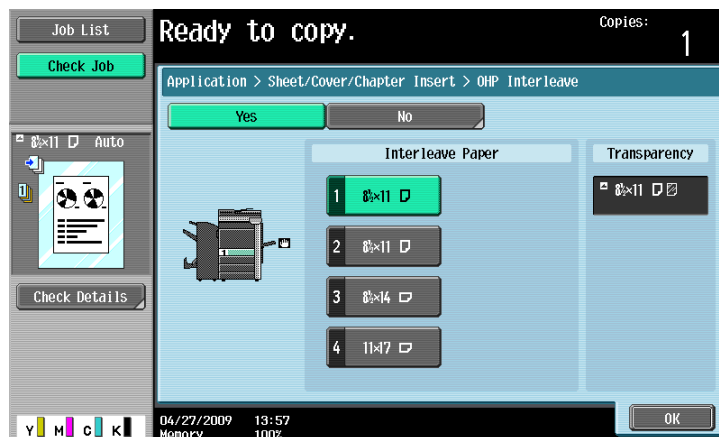 Job List
Ready to copy.
Copies:
1
Check Job
Application > Sheet/Cover/Chapter Insert > OHP Interleave
Yes
No
8½×11 Auto
Interleave Paper
Transparency
1 8½×11
8½×11
2 8½×11
1
Check Details
3 8½×14
4 11×17
OK
Y M C K
04/27/2009 13:57
Memory 100%